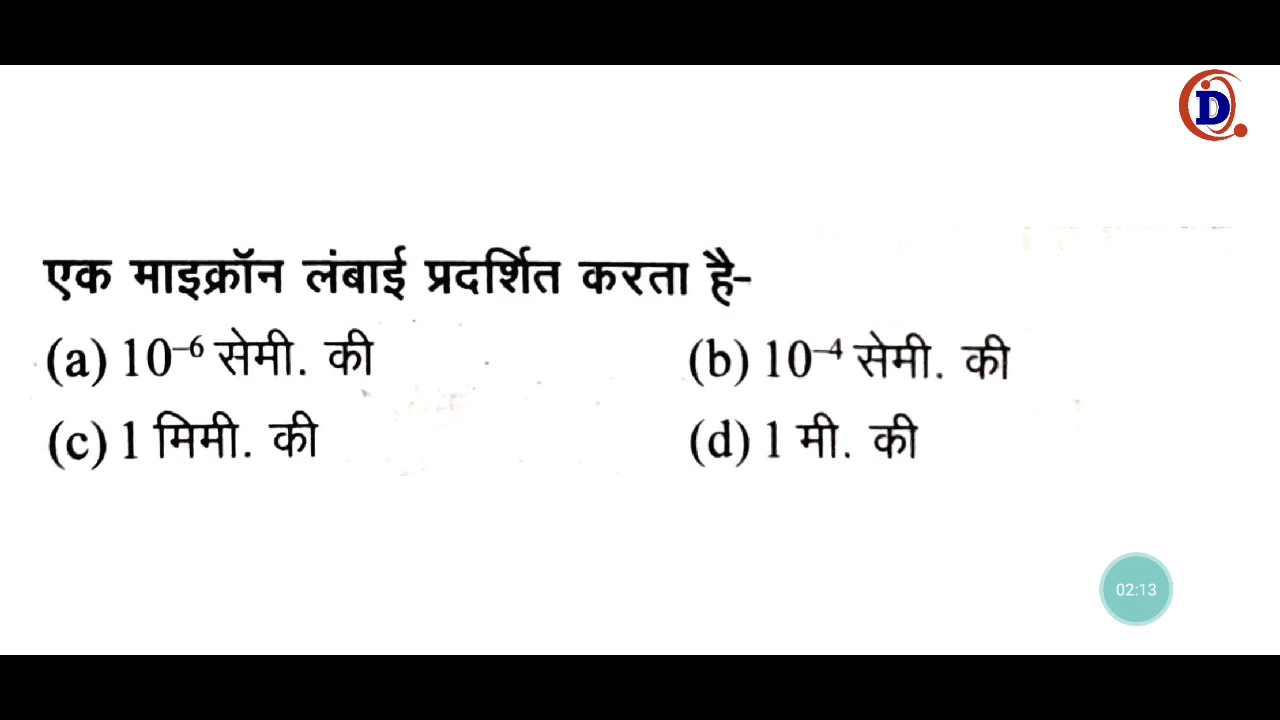 D
एक माइक्रॉन लंबाई प्रदर्शित करता है-
(a) 10⁻⁶ सेमी. की (b) 10⁻⁴ सेमी. की
(c) 1 मिमी. की (d) 1 मी. की
02:13